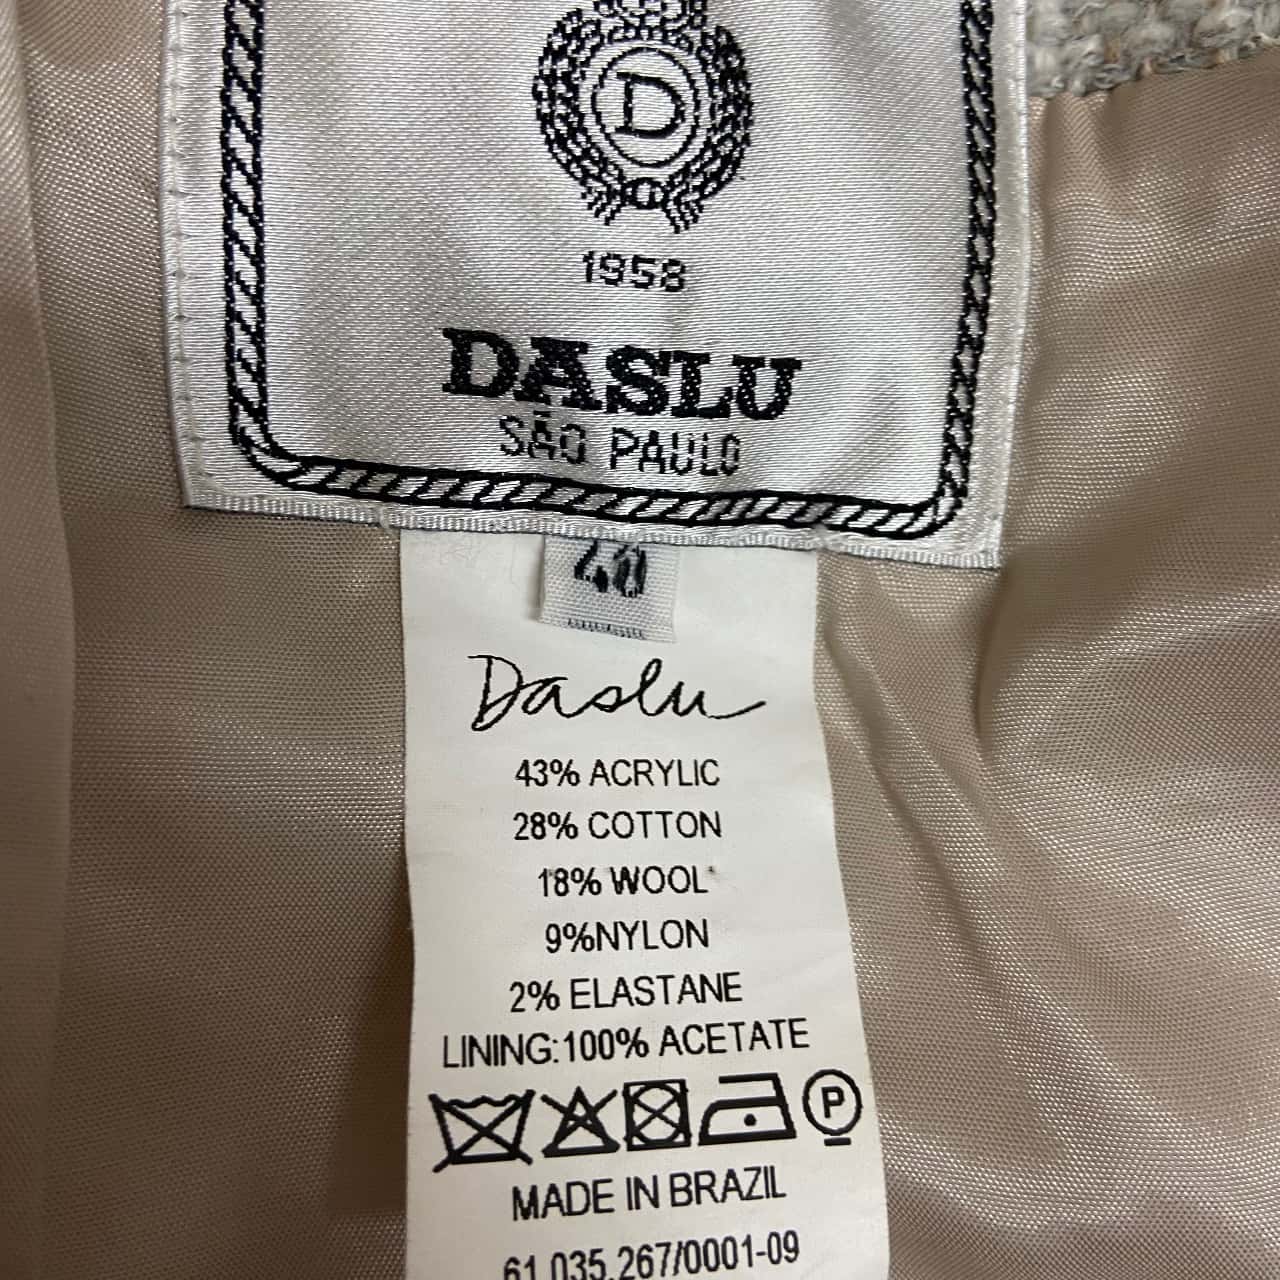 D
1958
DASLU
SÃO PAULO
Daslu
43% ACRYLIC
28% COTTON
18% WOOL
9%NYLON
2% ELASTANE
LINING:100% ACETATE
P
MADE IN BRAZIL
61.035.267/0001-09